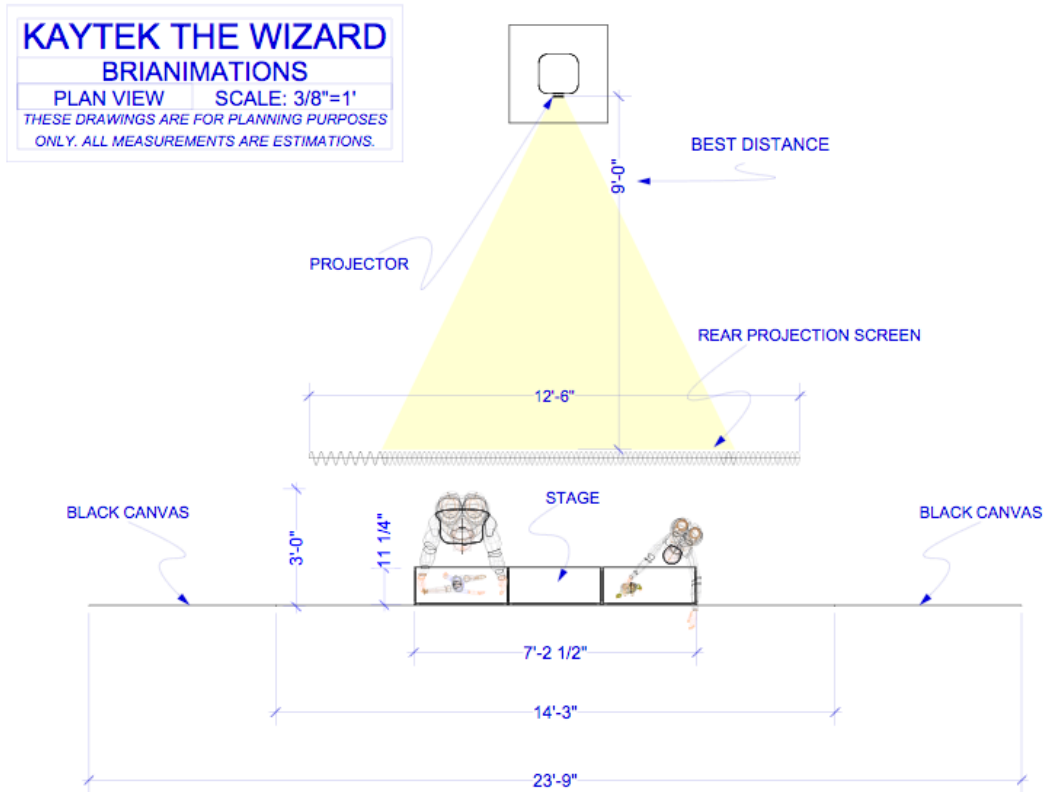 KAYTEK THE WIZARD
BRIANIMATIONS
PLAN VIEW SCALE: 3/8"=1'
THESE DRAWINGS ARE FOR PLANNING PURPOSES
ONLY. ALL MEASUREMENTS ARE ESTIMATIONS.
BEST DISTANCE
9'-0"
PROJECTOR
REAR PROJECTION SCREEN
12'-6"
BLACK CANVAS
3'-0"
11 1/4"
STAGE
BLACK CANVAS
7'-2 1/2"
14'-3"
23'-9"